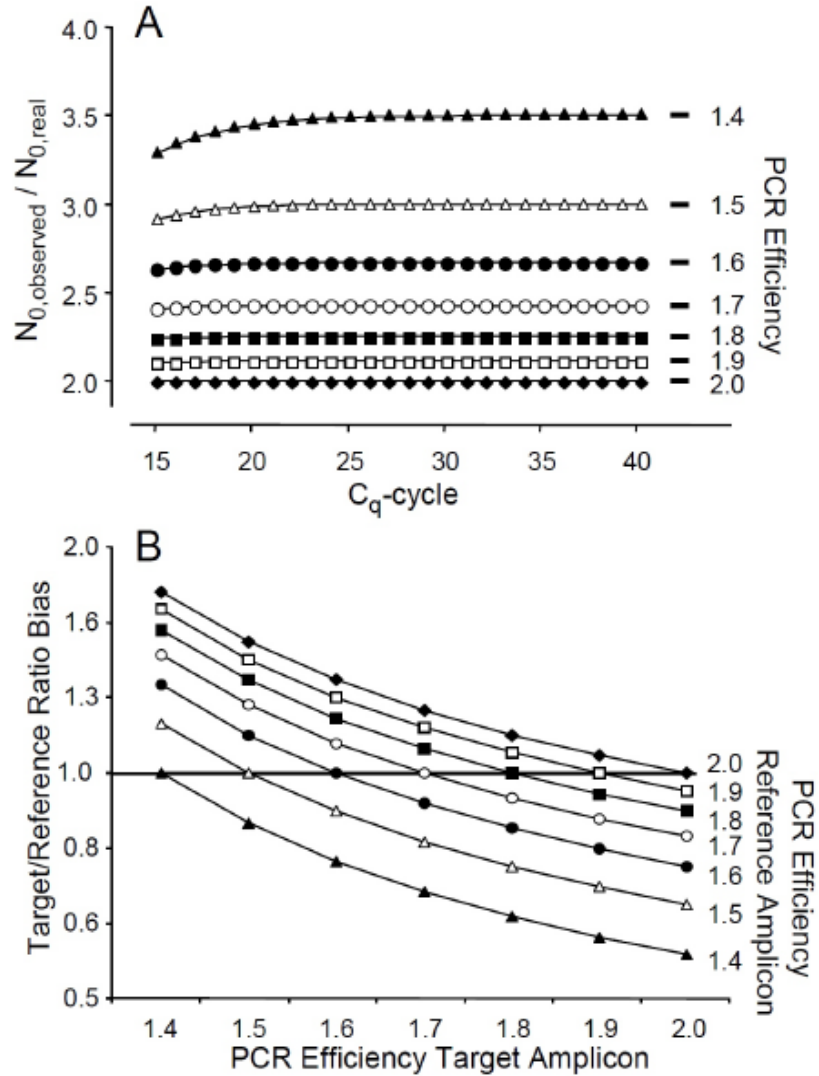 A
4.0
3.5
3.0
2.5
2.0
N0,observed / N0,real
1.4
1.5
1.6
1.7
1.8
1.9
2.0
PCR Efficiency
15 20 25 30 35 40
Cq-cycle
B
2.0
1.6
1.3
1.0
0.8
0.6
0.5
Target/Reference Ratio Bias
2.0
1.9
1.8
1.7
1.6
1.5
1.4
PCR Efficiency
Reference Amplicon
1.4 1.5 1.6 1.7 1.8 1.9 2.0
PCR Efficiency Target Amplicon